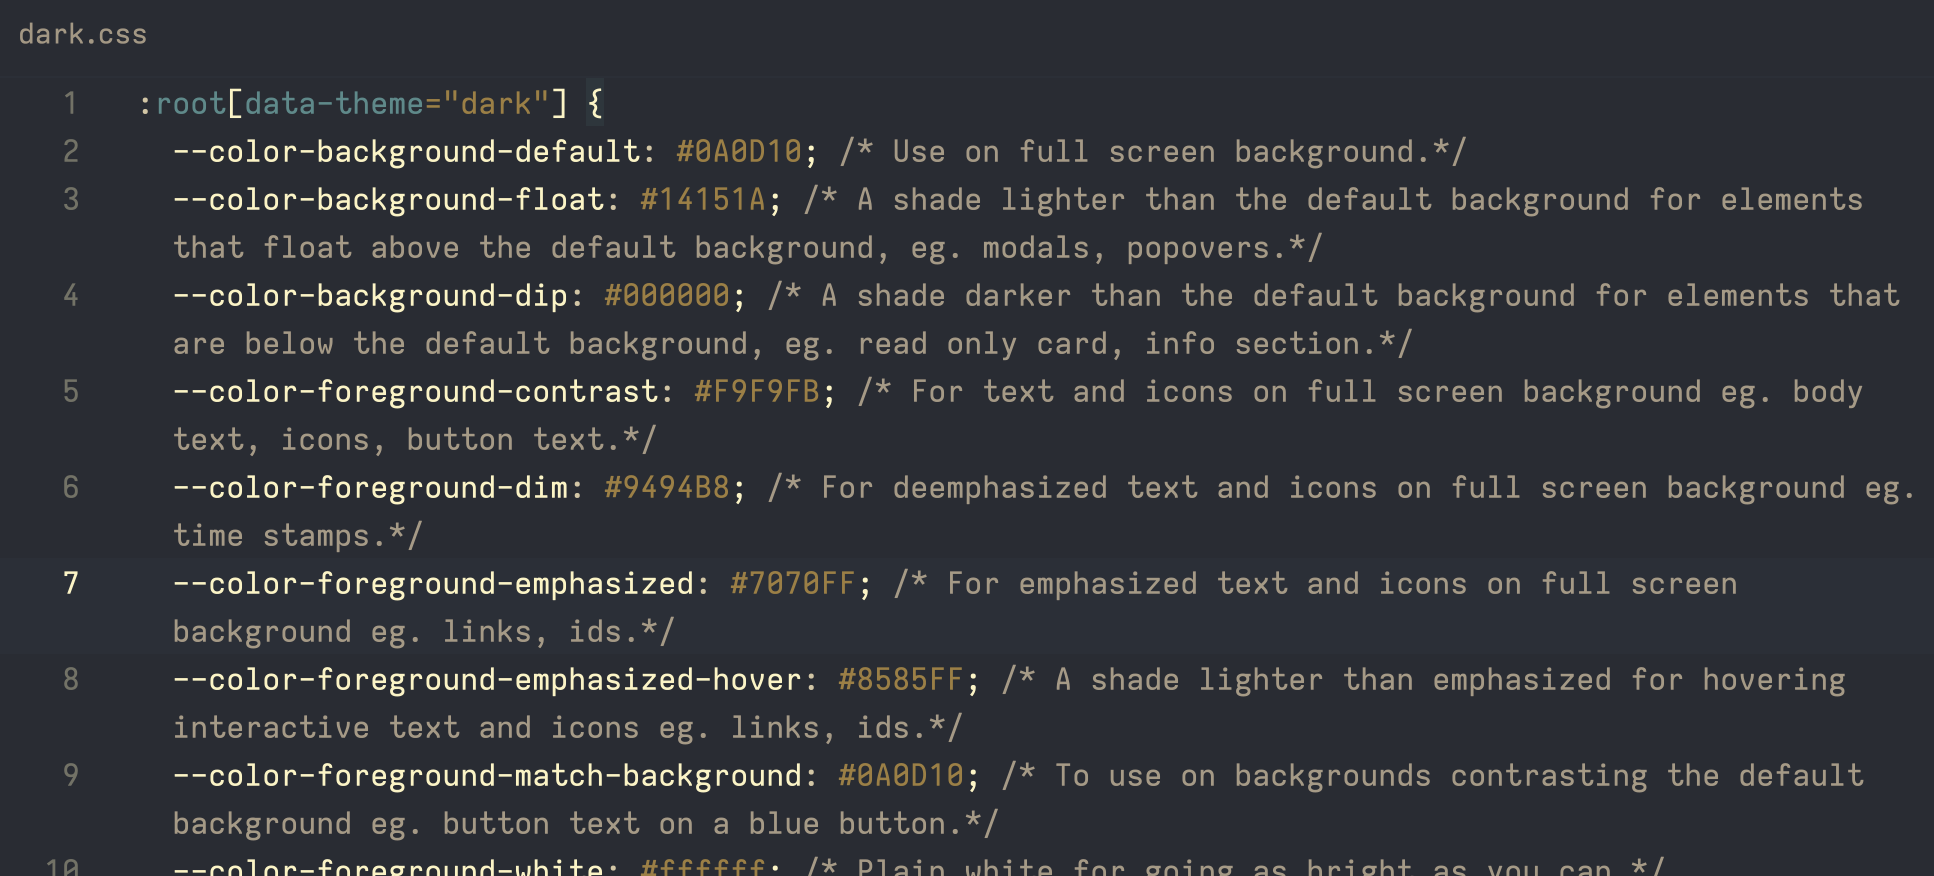 dark.css
1 :root[data-theme="dark"] {
2 --color-background-default: #0A0D10; /* Use on full screen background.*/
3 --color-background-float: #14151A; /* A shade lighter than the default background for elements
that float above the default background, eg. modals, popovers.*/
4 --color-background-dip: #000000; /* A shade darker than the default background for elements that
are below the default background, eg. read only card, info section.*/
5 --color-foreground-contrast: #F9F9FB; /* For text and icons on full screen background eg. body
text, icons, button text.*/
6 --color-foreground-dim: #9494B8; /* For deemphasized text and icons on full screen background eg.
time stamps.*/
7 --color-foreground-emphasized: #7070FF; /* For emphasized text and icons on full screen
background eg. links, ids.*/
8 --color-foreground-emphasized-hover: #8585FF; /* A shade lighter than emphasized for hovering
interactive text and icons eg. links, ids.*/
9 --color-foreground-match-background: #0A0D10; /* To use on backgrounds contrasting the default
background eg. button text on a blue button.*/
10 --color-foreground-white: #ffffff; /* Plain white for going as bright as you can.*/